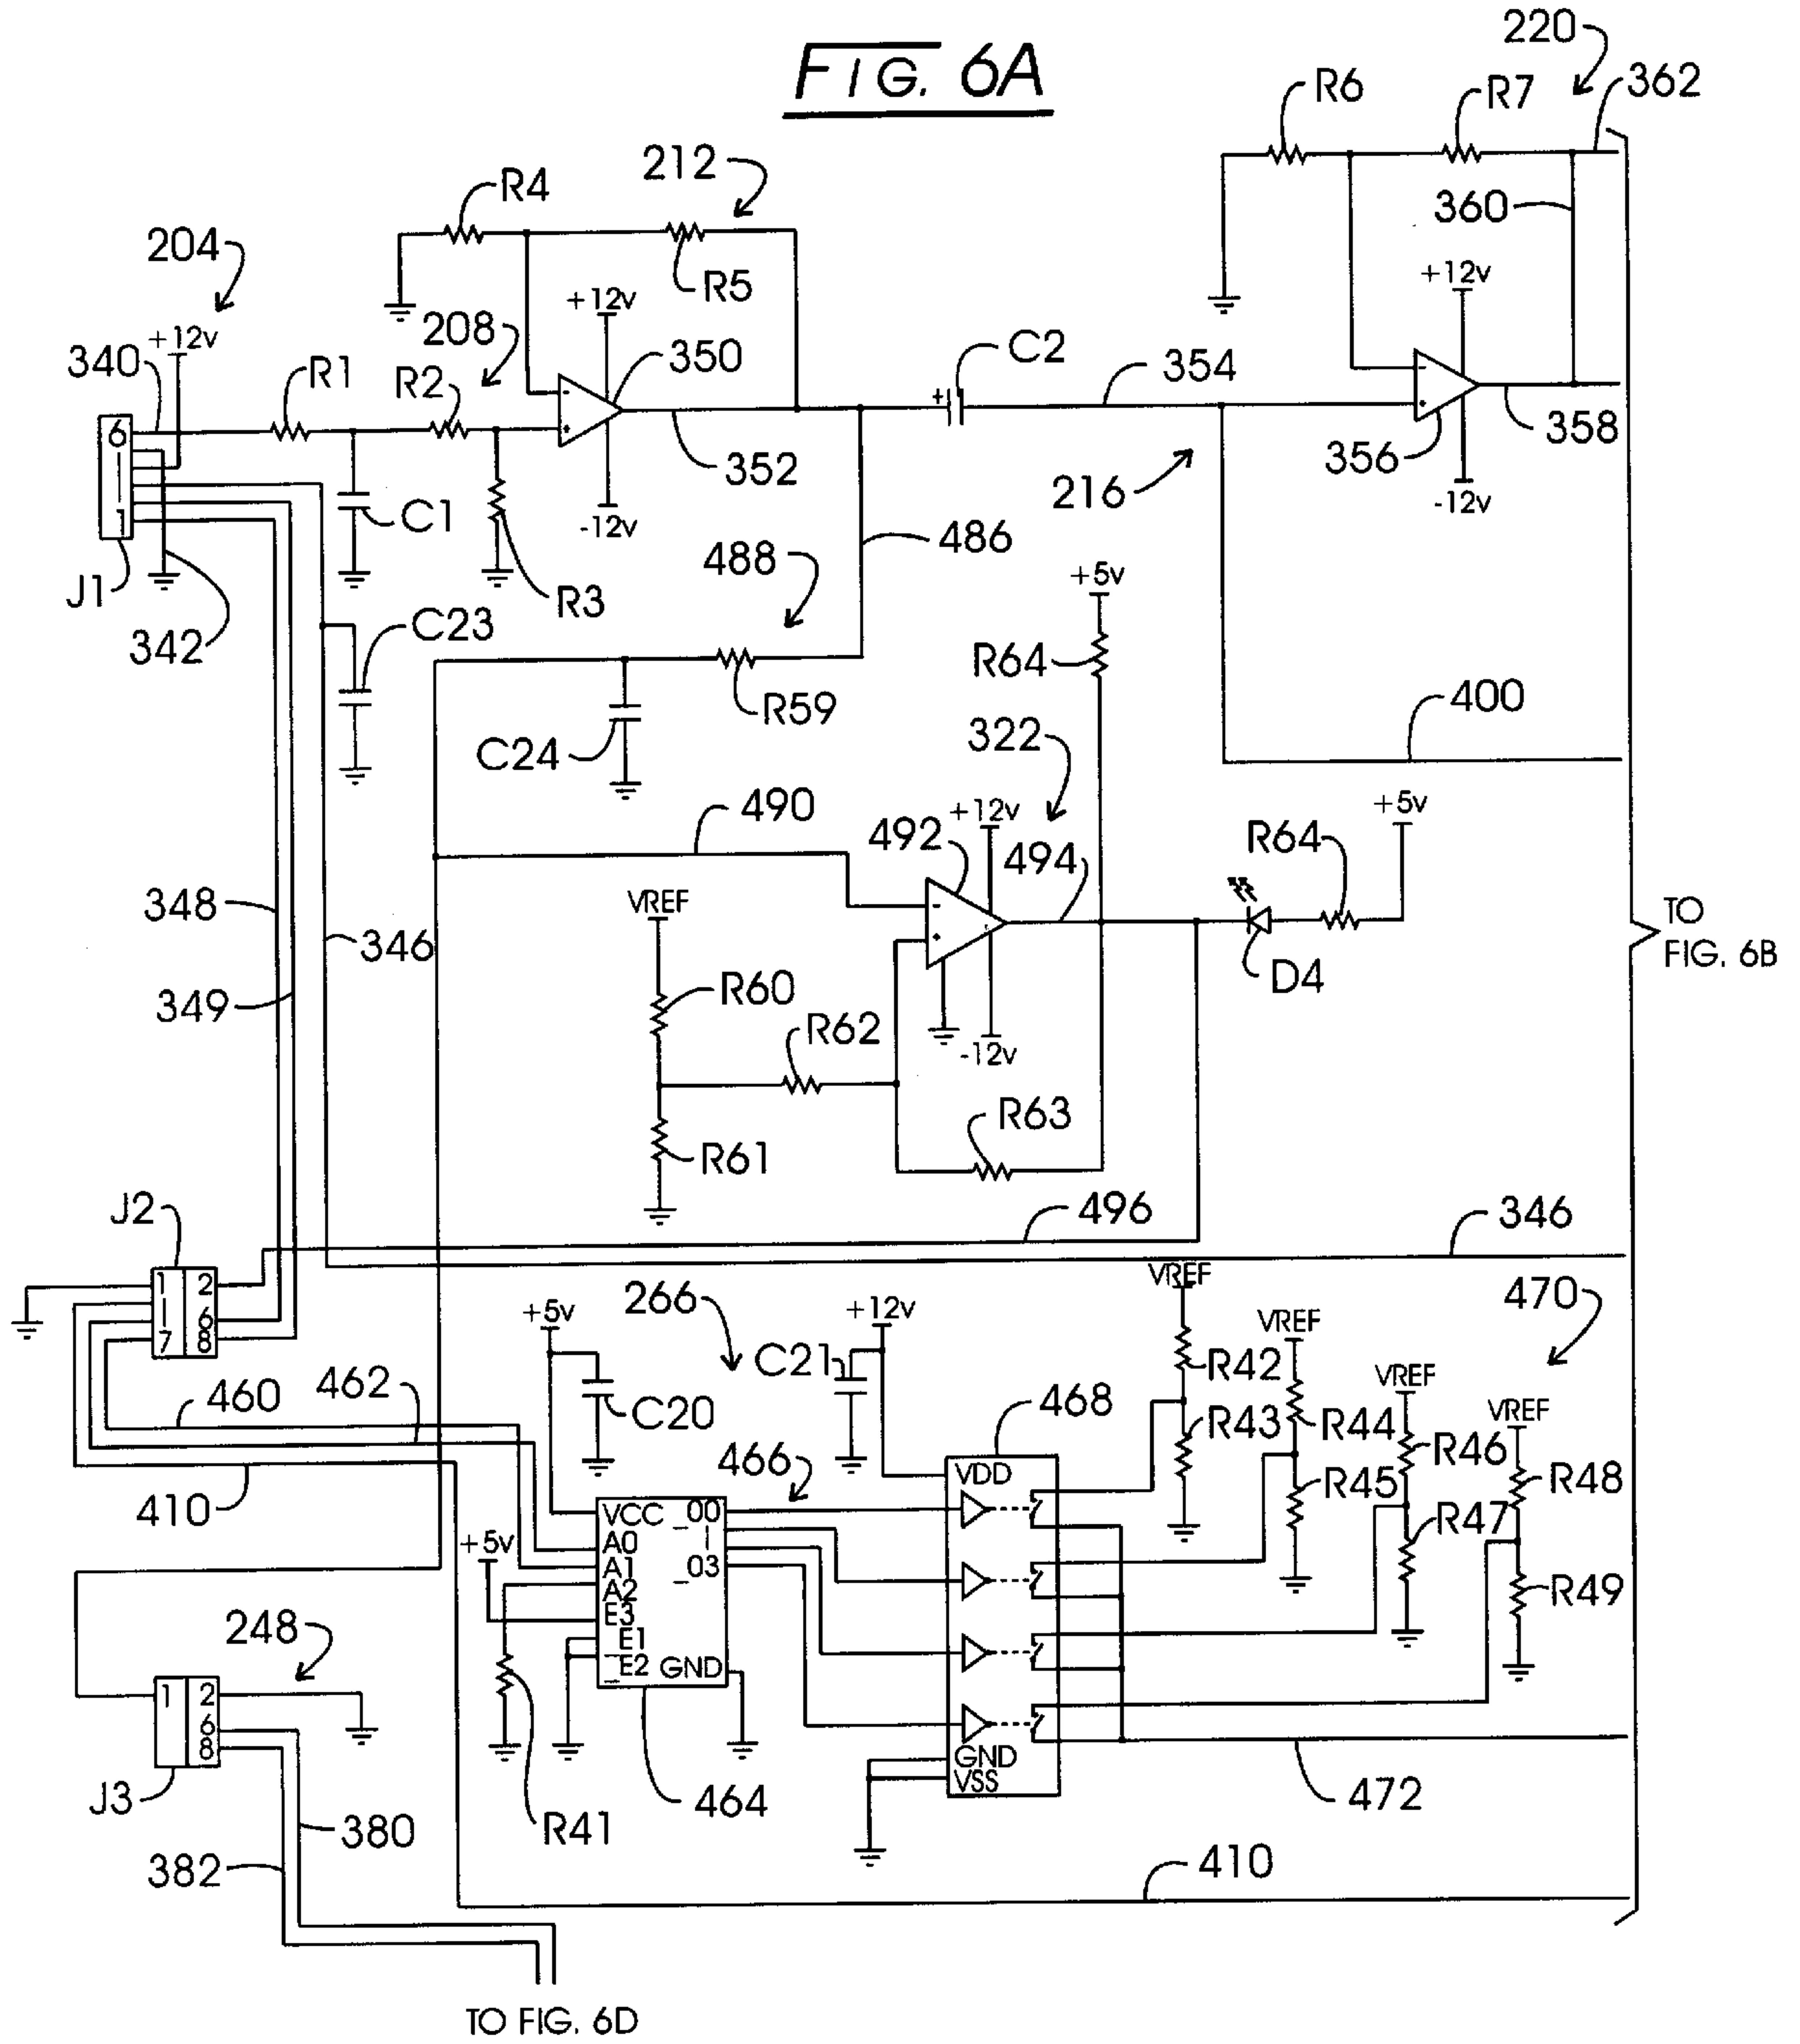 FIG. 6A
220
R6
R7
362
212
R4
360
204
R5
+12v
+12v
208
350
C2
340
+12v
R1
R2
354
6
1
-
+
-
+
+
358
352
356
216
-12v
C1
-12v
486
J1
R3
488
+5v
342
C23
R64
R59
400
C24
322
490
+12v
+5v
492
494
R64
348
VREF
-
+
TO
FIG. 6B
346
D4
349
R60
R62
-12v
R63
R61
J2
496
346
1
7
2
6
8
VREF
266
470
+5v
+12v
VREF
C21
R42
VREF
460
462
C20
468
R43
R44
VREF
R46
466
VDD
R45
R48
410
VCC
_00
R47
+5v
A0
A1
_03
A2
R49
E3
248
_E1
_E2
GND
1
2
6
8
GND
VSS
J3
464
472
R41
380
382
410
TO FIG. 6D